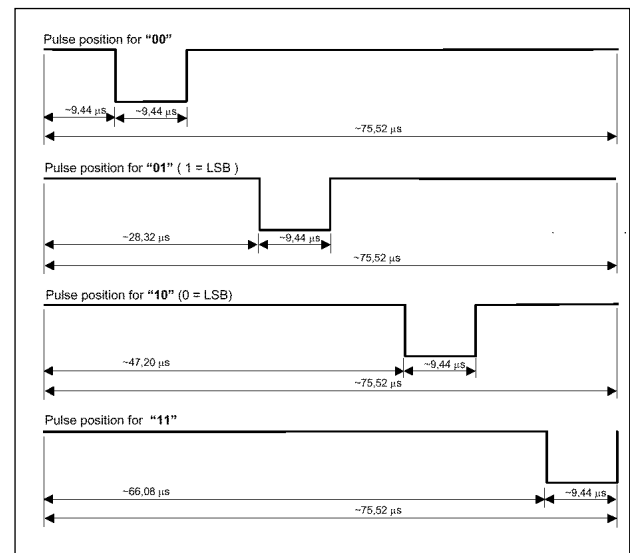 Pulse position for "00"
~9,44 μs ~9,44 μs
~75,52 μs
Pulse position for "01" ( 1 = LSB )
~28,32 μs ~9,44 μs
~75,52 μs
Pulse position for "10" (0 = LSB)
~47,20 μs ~9,44 μs
~75,52 μs
Pulse position for "11"
~66,08 μs ~9,44 μs
~75,52 μs